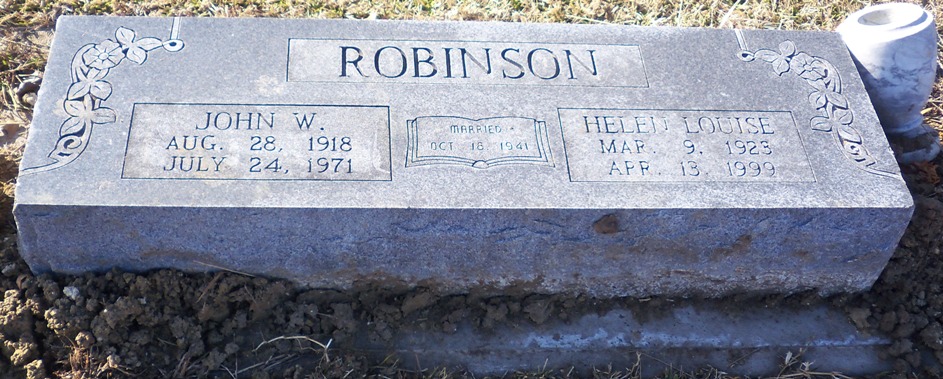 ROBINSON
JOHN W.
AUG. 28, 1918
JULY 24, 1971
MARRIED
OCT 18, 1941
HELEN LOUISE
MAR. 9, 1923
APR. 13, 1999